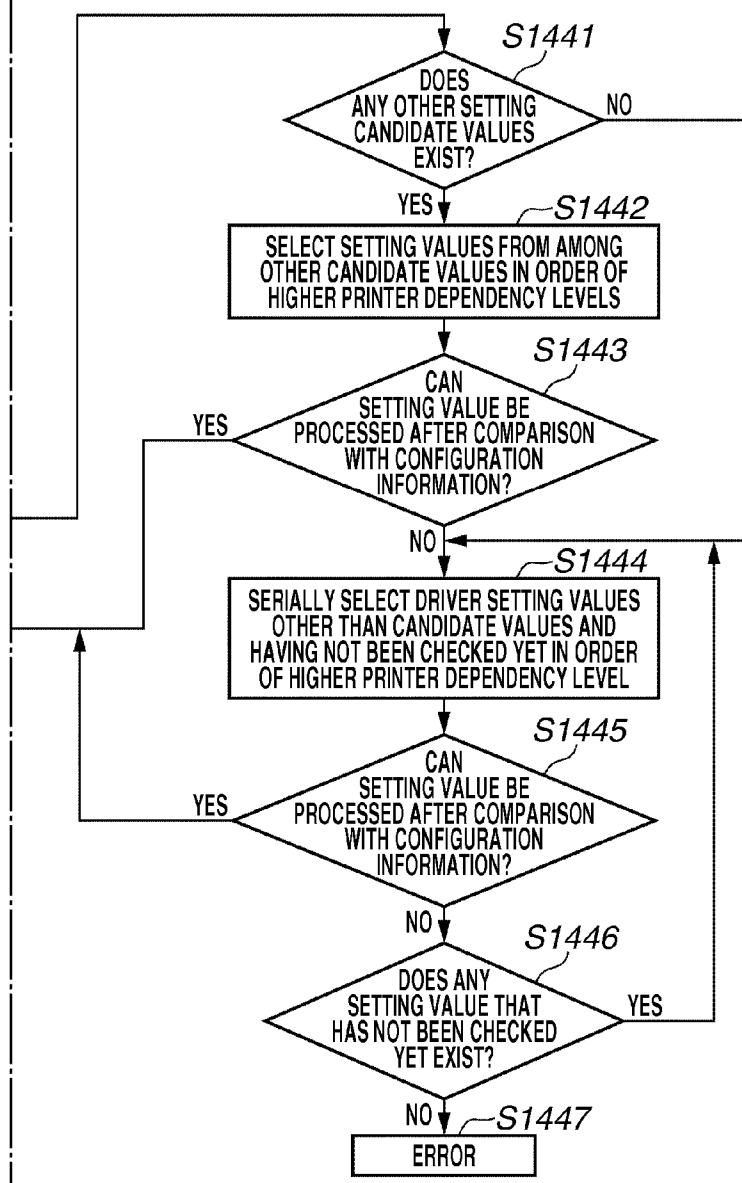 S1441
DOES
ANY OTHER SETTING
CANDIDATE VALUES
EXIST?
NO
YES
S1442
SELECT SETTING VALUES FROM AMONG
OTHER CANDIDATE VALUES IN ORDER OF
HIGHER PRINTER DEPENDENCY LEVELS
S1443
CAN
SETTING VALUE BE
PROCESSED AFTER COMPARISON
WITH CONFIGURATION
INFORMATION?
YES
NO
S1444
SERIALLY SELECT DRIVER SETTING VALUES
OTHER THAN CANDIDATE VALUES AND
HAVING NOT BEEN CHECKED YET IN ORDER
OF HIGHER PRINTER DEPENDENCY LEVEL
S1445
CAN
SETTING VALUE BE
PROCESSED AFTER COMPARISON
WITH CONFIGURATION
INFORMATION?
YES
NO
S1446
DOES ANY
SETTING VALUE THAT
HAS NOT BEEN CHECKED
YET EXIST?
YES
NO
S1447
ERROR